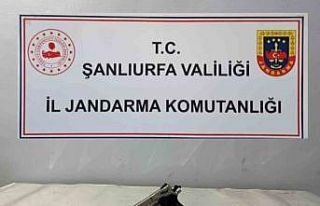 T.C.
ŞANLIURFA VALİLİĞİ
İL JANDARMA KOMUTANLIĞI